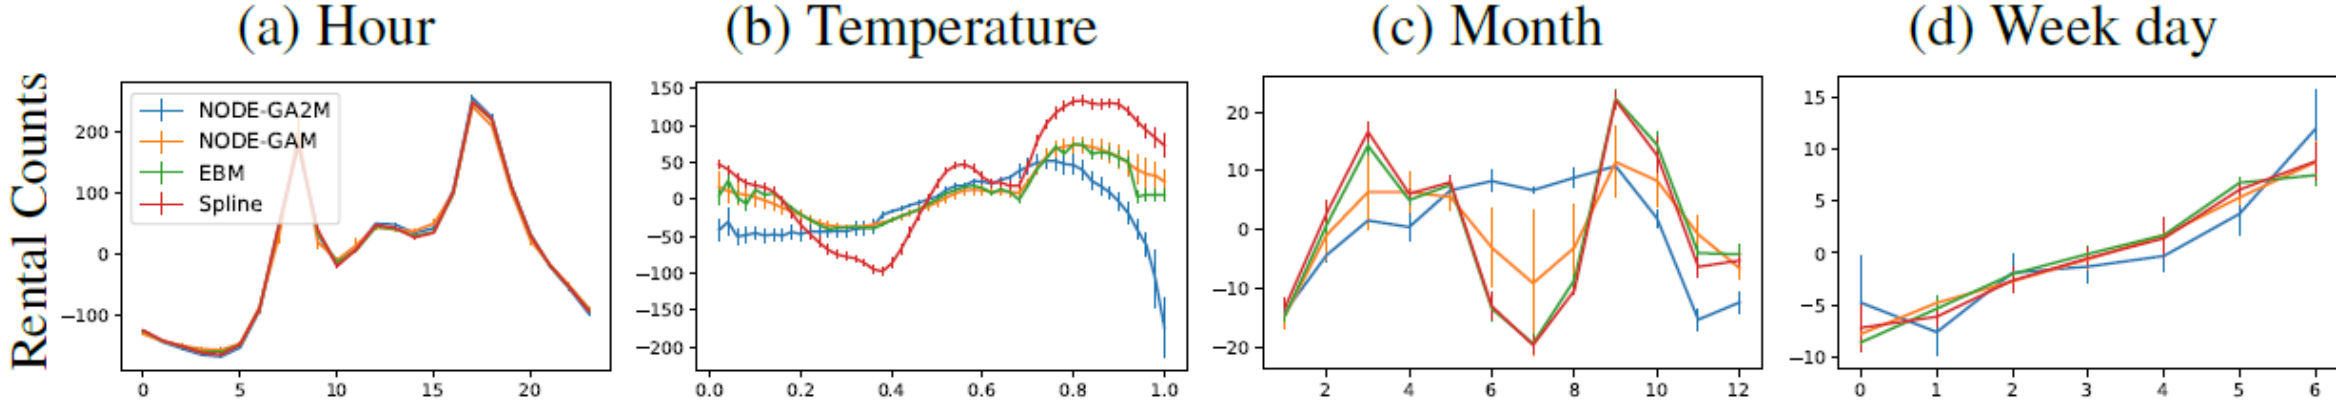 (a) Hour
(b) Temperature
(c) Month
(d) Week day
Rental Counts
NODE-GA2M
NODE-GAM
EBM
Spline
200
100
0
−100
0 5 10 15 20
150
100
50
0
−50
−100
−150
−200
0.0 0.2 0.4 0.6 0.8 1.0
20
10
0
−10
−20
2 4 6 8 10 12
15
10
5
0
−5
−10
0 1 2 3 4 5 6